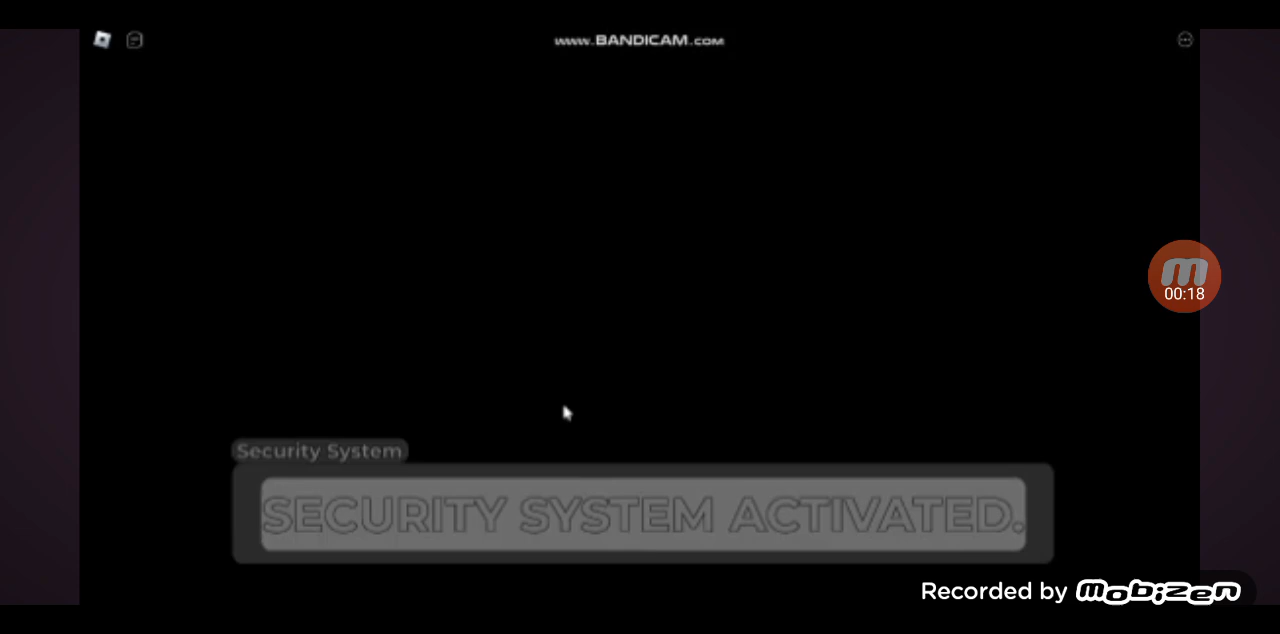 www.BANDICAM.com
00:18
Security System
SECURITY SYSTEM ACTIVATED.
Recorded by mobizen